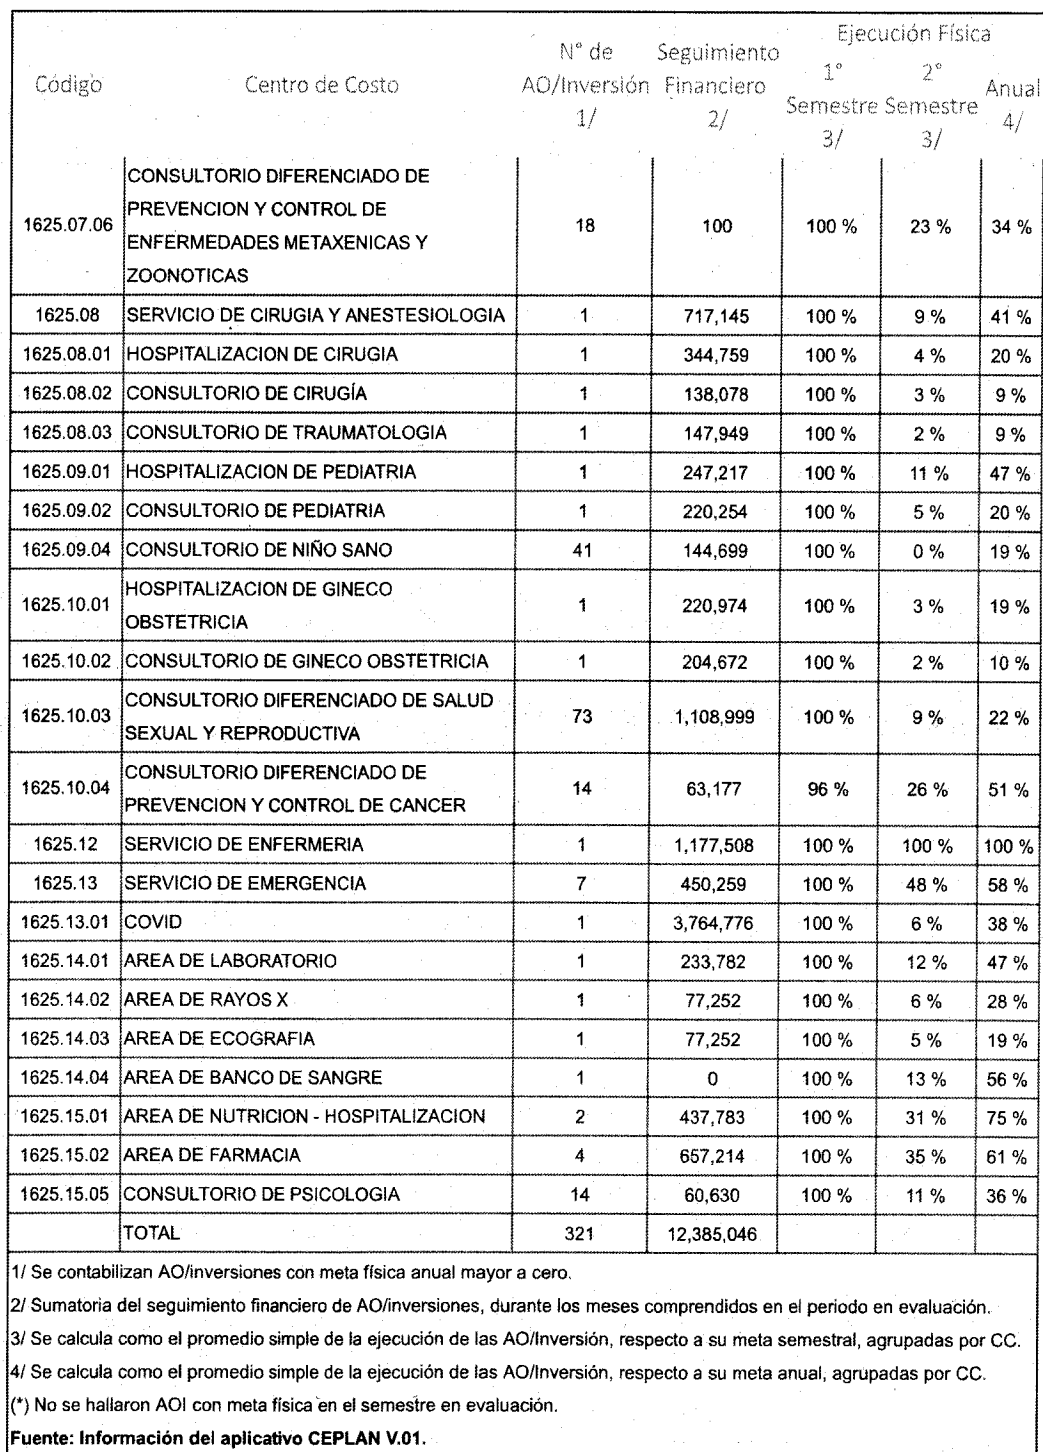 Ejecución Física
N° de Seguimiento
Código Centro de Costo AO/Inversión Financiero 1° 2° Anual
Semestre Semestre
1/ 2/ 3/ 3/ 4/
CONSULTORIO DIFERENCIADO DE
PREVENCION Y CONTROL DE
1625.07.06 18 100 100 % 23 % 34 %
ENFERMEDADES METAXENICAS Y
ZOONOTICAS
1625.08 SERVICIO DE CIRUGIA Y ANESTESIOLOGIA 1 717,145 100 % 9 % 41 %
1625.08.01 HOSPITALIZACION DE CIRUGIA 1 344,759 100 % 4 % 20 %
1625.08.02 CONSULTORIO DE CIRUGÍA 1 138,078 100 % 3 % 9 %
1625.08.03 CONSULTORIO DE TRAUMATOLOGIA 1 147,949 100 % 2 % 9 %
1625.09.01 HOSPITALIZACION DE PEDIATRIA 1 247,217 100 % 11 % 47 %
1625.09.02 CONSULTORIO DE PEDIATRIA 1 220,254 100 % 5 % 20 %
1625.09.04 CONSULTORIO DE NIÑO SANO 41 144,699 100 % 0 % 19 %
HOSPITALIZACION DE GINECO
1625.10.01 1 220,974 100 % 3 % 19 %
OBSTETRICIA
1625.10.02 CONSULTORIO DE GINECO OBSTETRICIA 1 204,672 100 % 2 % 10 %
CONSULTORIO DIFERENCIADO DE SALUD
1625.10.03 73 1,108,999 100 % 9 % 22 %
SEXUAL Y REPRODUCTIVA
CONSULTORIO DIFERENCIADO DE
1625.10.04 14 63,177 96 % 26 % 51 %
PREVENCION Y CONTROL DE CANCER
1625.12 SERVICIO DE ENFERMERIA 1 1,177,508 100 % 100 % 100 %
1625.13 SERVICIO DE EMERGENCIA 7 450,259 100 % 48 % 58 %
1625.13.01 COVID 1 3,764,776 100 % 6 % 38 %
1625.14.01 AREA DE LABORATORIO 1 233,782 100 % 12 % 47 %
1625.14.02 AREA DE RAYOS X 1 77,252 100 % 6 % 28 %
1625.14.03 AREA DE ECOGRAFIA 1 77,252 100 % 5 % 19 %
1625.14.04 AREA DE BANCO DE SANGRE 1 0 100 % 13 % 56 %
1625.15.01 AREA DE NUTRICION - HOSPITALIZACION 2 437,783 100 % 31 % 75 %
1625.15.02 AREA DE FARMACIA 4 657,214 100 % 35 % 61 %
1625.15.05 CONSULTORIO DE PSICOLOGIA 14 60,630 100 % 11 % 36 %
TOTAL 321 12,385,046
1/ Se contabilizan AO/inversiones con meta física anual mayor a cero.
2/ Sumatoria del seguimiento financiero de AO/inversiones, durante los meses comprendidos en el periodo en evaluación.
3/ Se calcula como el promedio simple de la ejecución de las AO/Inversión, respecto a su meta semestral, agrupadas por CC.
4/ Se calcula como el promedio simple de la ejecución de las AO/Inversión, respecto a su meta anual, agrupadas por CC.
(*) No se hallaron AOI con meta física en el semestre en evaluación.
Fuente: Información del aplicativo CEPLAN V.01.